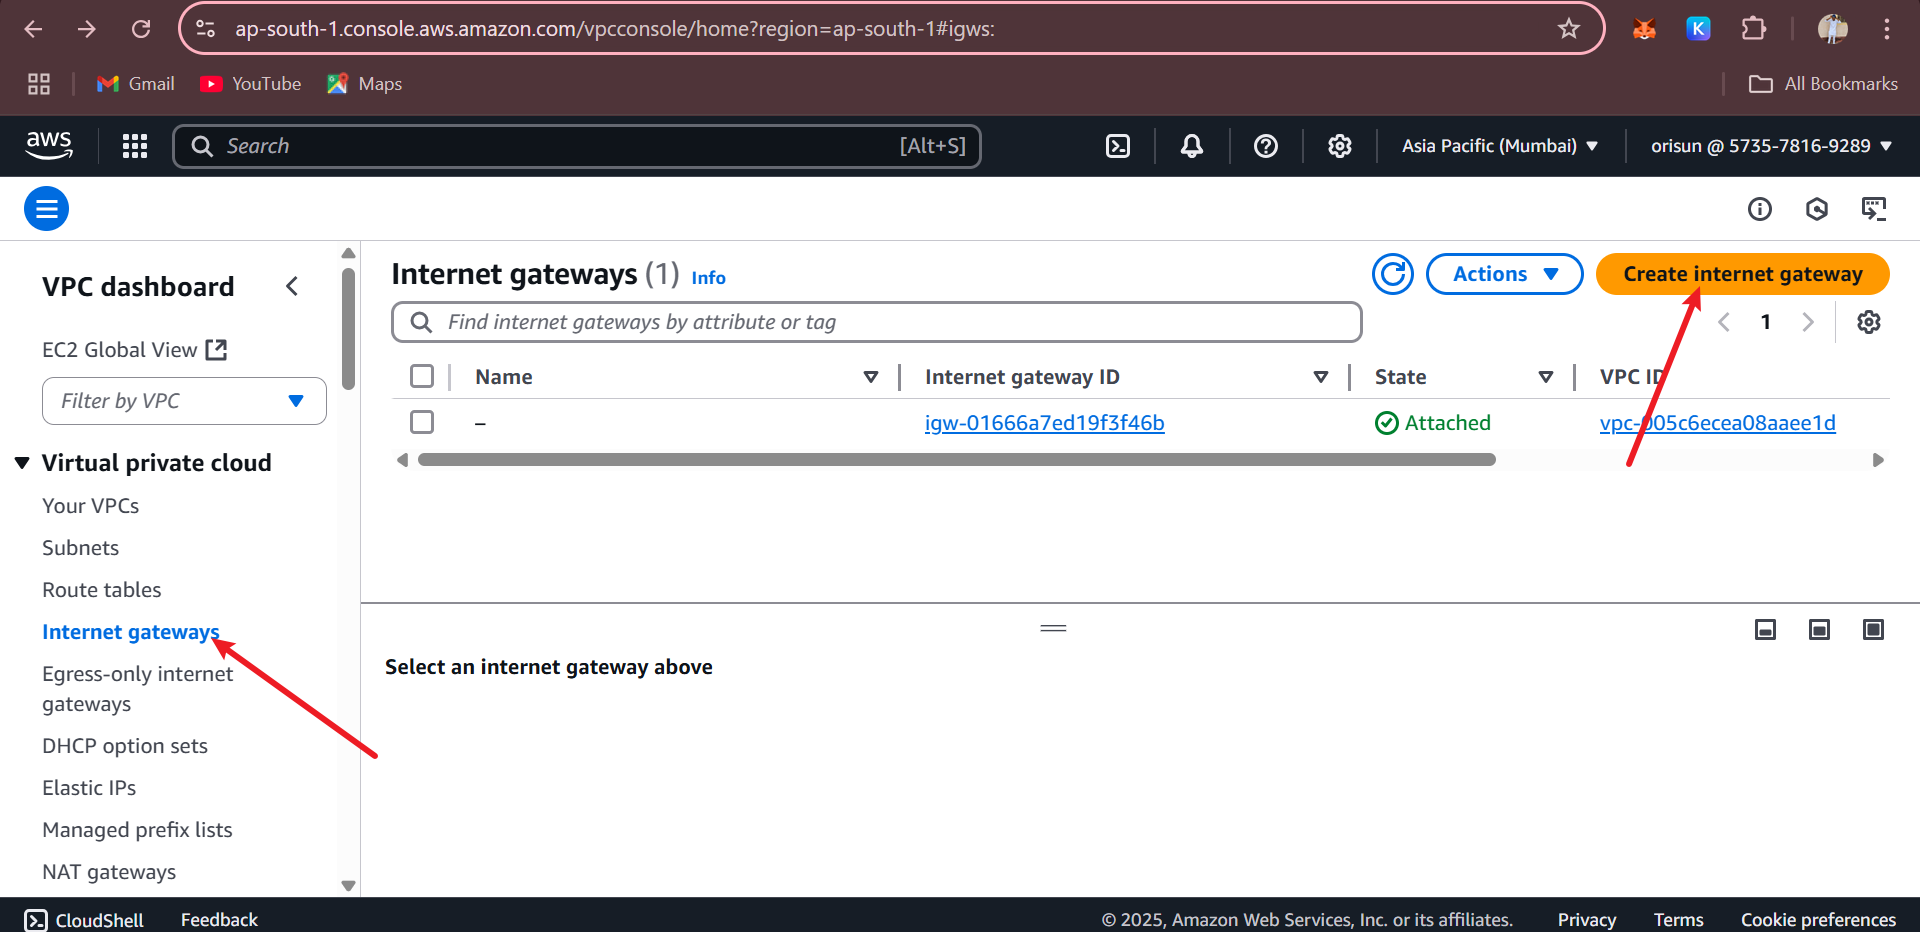 ap-south-1.console.aws.amazon.com/vpcconsole/home?region=ap-south-1#igws:
K
Gmail
YouTube
Maps
All Bookmarks
aws
Search
[Alt+S]
Asia Pacific (Mumbai)
orisun @ 5735-7816-9289
VPC dashboard
EC2 Global View
Filter by VPC
Virtual private cloud
Your VPCs
Subnets
Route tables
Internet gateways
Egress-only internet
gateways
DHCP option sets
Elastic IPs
Managed prefix lists
NAT gateways
Internet gateways (1) Info
Actions
Create internet gateway
Find internet gateways by attribute or tag
1
Name
Internet gateway ID
State
VPC ID
–
igw-01666a7ed19f3f46b
Attached
vpc-005c6ecea08aaee1d
Select an internet gateway above
CloudShell
Feedback
© 2025, Amazon Web Services, Inc. or its affiliates.
Privacy
Terms
Cookie preferences